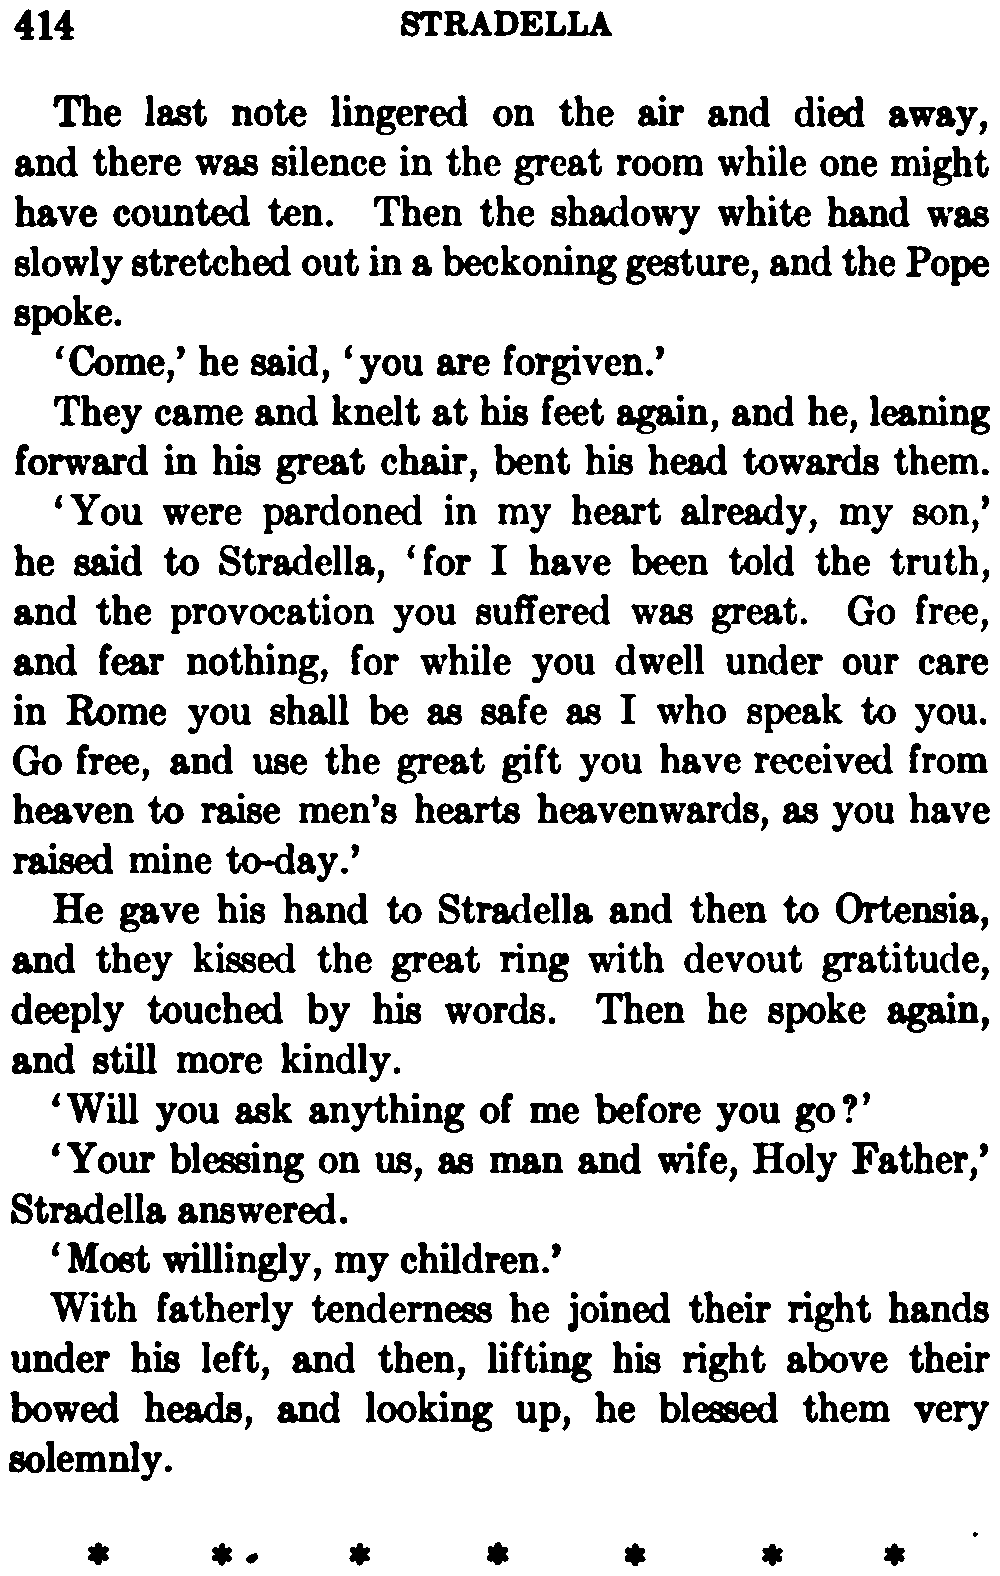 414 STRADELLA
The last note lingered on the air and died away,
and there was silence in the great room while one might
have counted ten. Then the shadowy white hand was
slowly stretched out in a beckoning gesture, and the Pope
spoke.
‘Come,’ he said, ‘you are forgiven.’
They came and knelt at his feet again, and he, leaning
forward in his great chair, bent his head towards them.
‘You were pardoned in my heart already, my son,’
he said to Stradella, ‘for I have been told the truth,
and the provocation you suffered was great. Go free,
and fear nothing, for while you dwell under our care
in Rome you shall be as safe as I who speak to you.
Go free, and use the great gift you have received from
heaven to raise men’s hearts heavenwards, as you have
raised mine to-day.’
He gave his hand to Stradella and then to Ortensia,
and they kissed the great ring with devout gratitude,
deeply touched by his words. Then he spoke again,
and still more kindly.
‘Will you ask anything of me before you go?’
‘Your blessing on us, as man and wife, Holy Father,’
Stradella answered.
‘Most willingly, my children.’
With fatherly tenderness he joined their right hands
under his left, and then, lifting his right above their
bowed heads, and looking up, he blessed them very
solemnly.
* * * * * * *